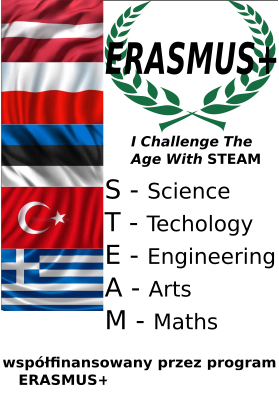 ERASMUS+
I Challenge The
Age With STEAM
S - Science
T - Techology
E - Engineering
A - Arts
M - Maths
współfinansowany przez program
ERASMUS+